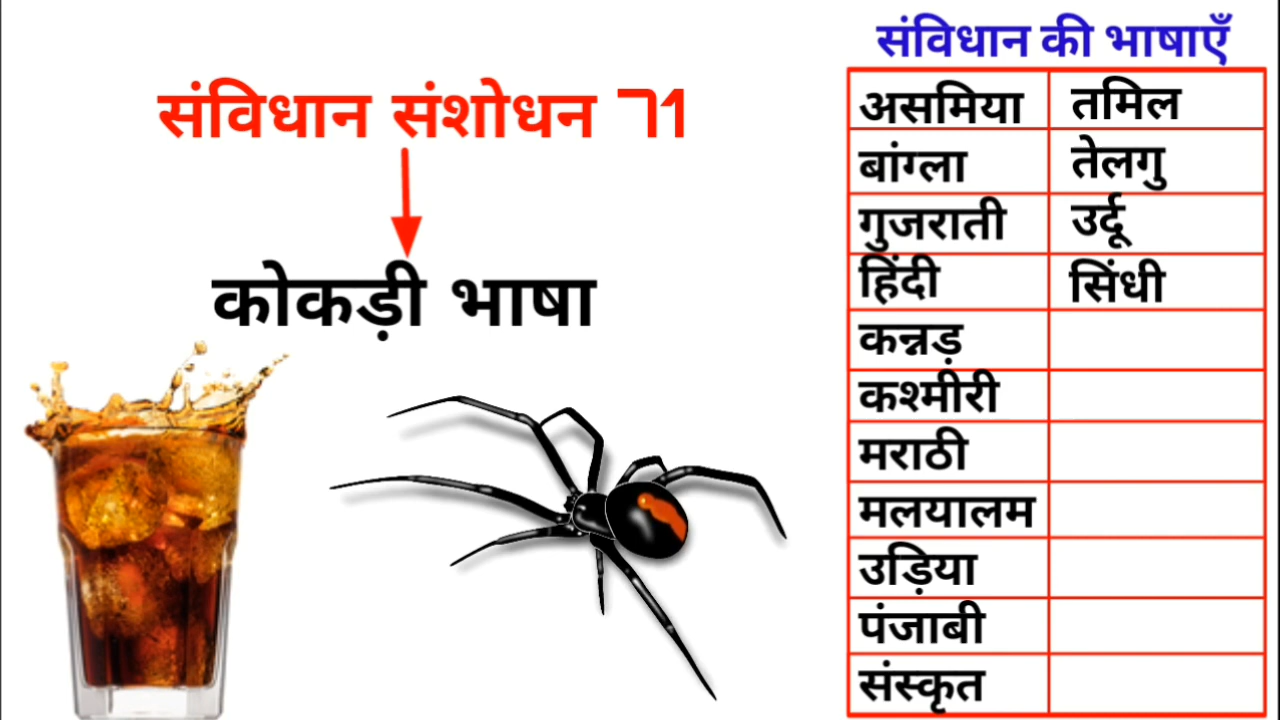 संविधान संशोधन 71
कोकड़ी भाषा
संविधान की भाषाएँ
असमिया तमिल
बांग्ला तेलगु
गुजराती उर्दू
हिंदी सिंधी
कन्नड़
कश्मीरी
मराठी
मलयालम
उड़िया
पंजाबी
संस्कृत